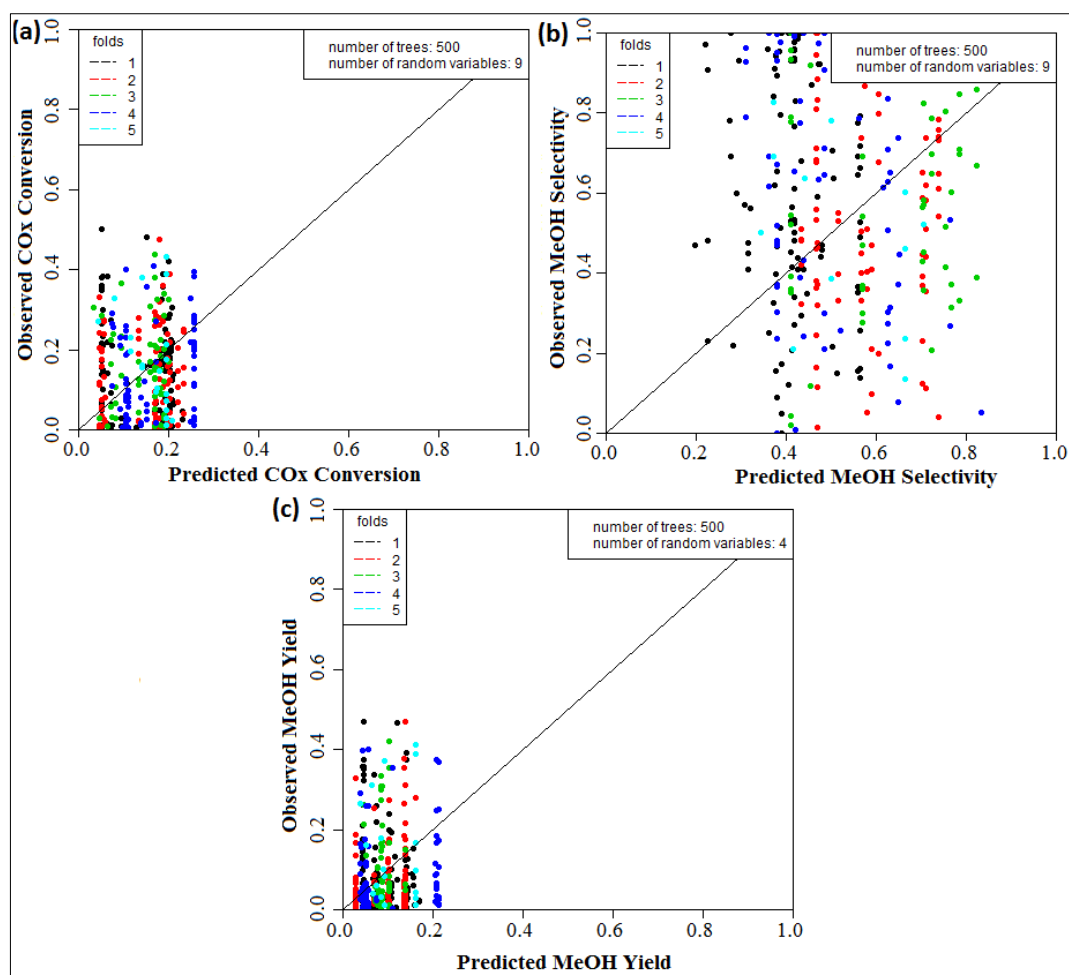 (a)
folds
1
2
3
4
5
number of trees: 500
number of random variables: 9
Observed COx Conversion
0.0 0.2 0.4 0.6 0.8 1.0
0.0 0.2 0.4 0.6 0.8 1.0
Predicted COx Conversion
(b)
folds
1
2
3
4
5
number of trees: 500
number of random variables: 9
Observed MeOH Selectivity
0.0 0.2 0.4 0.6 0.8 1.0
0.0 0.2 0.4 0.6 0.8 1.0
Predicted MeOH Selectivity
(c)
folds
1
2
3
4
5
number of trees: 500
number of random variables: 4
Observed MeOH Yield
0.0 0.2 0.4 0.6 0.8 1.0
0.0 0.2 0.4 0.6 0.8 1.0
Predicted MeOH Yield